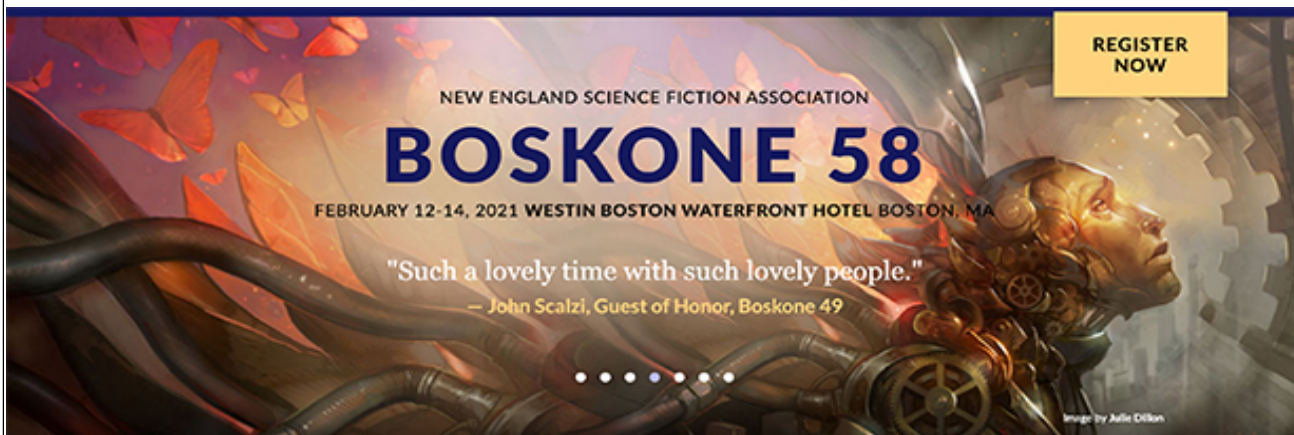 REGISTER
NOW
NEW ENGLAND SCIENCE FICTION ASSOCIATION
BOSKONE 58
FEBRUARY 12-14, 2021 WESTIN BOSTON WATERFRONT HOTEL BOSTON, MA
"Such a lovely time with such lovely people."
— John Scalzi, Guest of Honor, Boskone 49
Image by Julie Dillon